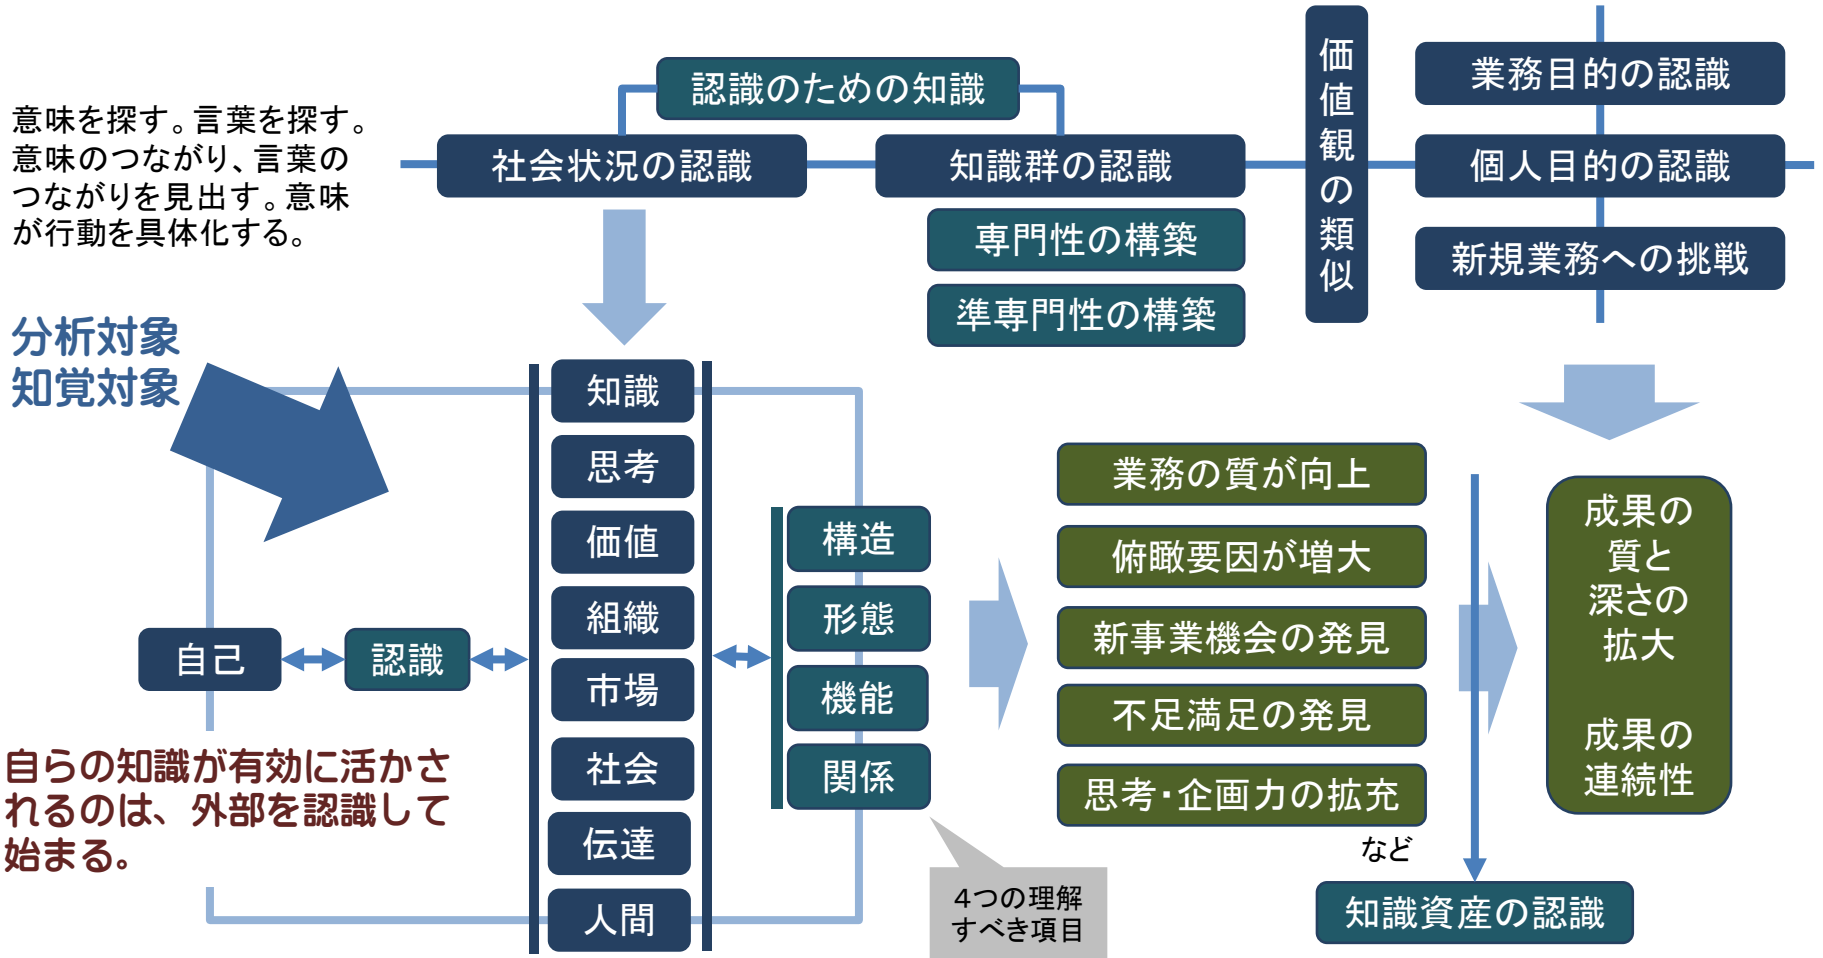 意味を探す。言葉を探す。
意味のつながり、言葉の
つながりを見出す。意味
が行動を具体化する。
認識のための知識
社会状況の認識
知識群の認識
専門性の構築
準専門性の構築
価値観の類似
業務目的の認識
個人目的の認識
新規業務への挑戦
分析対象
知覚対象
知識
思考
価値
組織
市場
社会
伝達
人間
自己
認識
構造
形態
機能
関係
自らの知識が有効に活かさ
れるのは、外部を認識して
始まる。
4つの理解
すべき項目
業務の質が向上
俯瞰要因が増大
新事業機会の発見
不足満足の発見
思考・企画力の拡充
など
知識資産の認識
成果の
質と
深さの
拡大
成果の
連続性